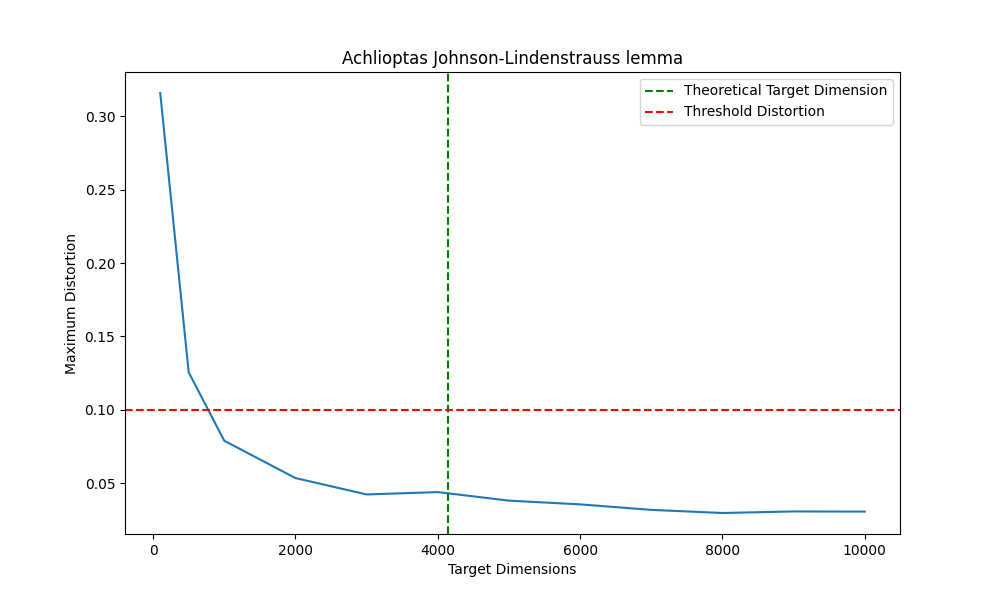 Achlioptas Johnson-Lindenstrauss lemma
Theoretical Target Dimension
Threshold Distortion
Maximum Distortion
0.30
0.25
0.20
0.15
0.10
0.05
0 2000 4000 6000 8000 10000
Target Dimensions